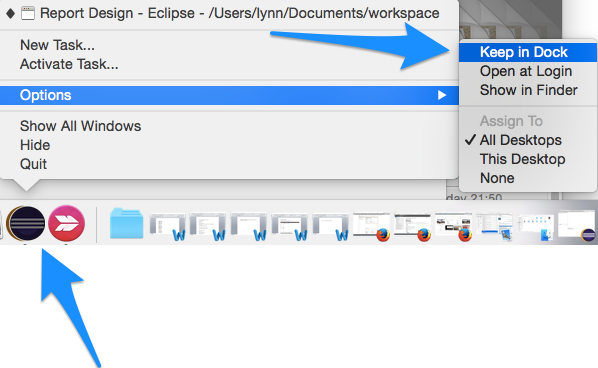 Report Design - Eclipse - /Users/lynn/Documents/workspace
New Task...
Activate Task...
Options
Show All Windows
Hide
Quit
Keep in Dock
Open at Login
Show in Finder
Assign To
All Desktops
This Desktop
None
day 21:50